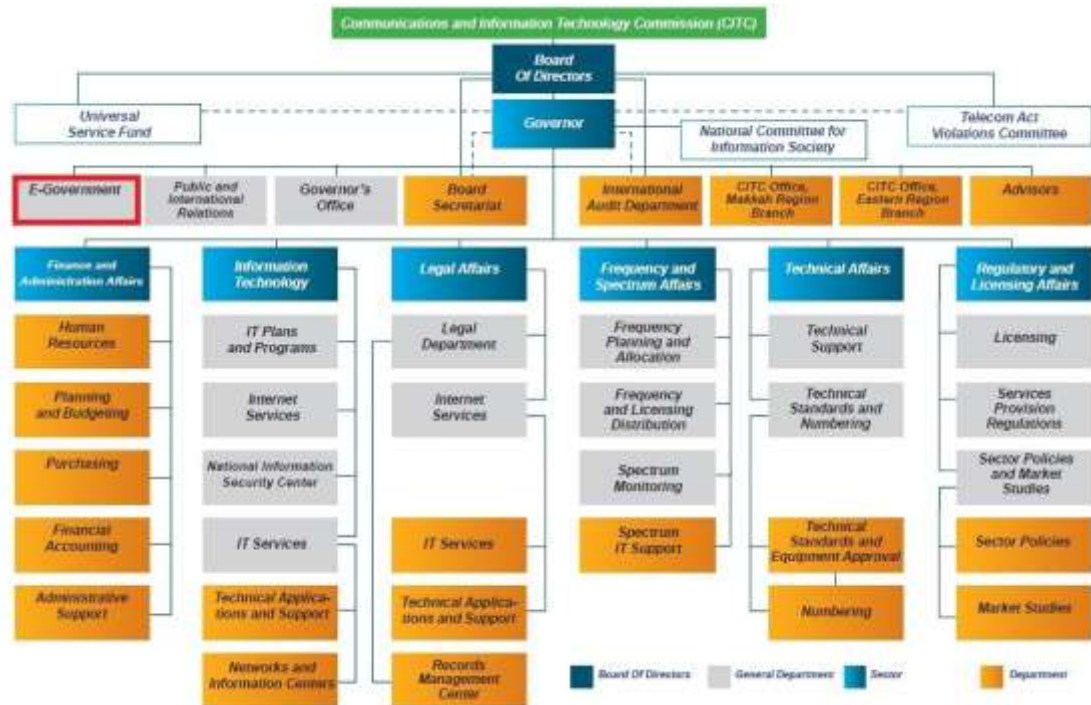 Communications and Information Technology Commission (CITC)
Board
Of Directors
Universal
Service Fund
Governor
National Committee for
Information Society
Telecom Act
Violations Committee
E-Government
Public and
International
Relations
Governor's
Office
Board
Secretariat
International
Audit Department
CITC Office,
Makkah Region
Branch
CITC Office,
Eastern Region
Branch
Advisors
Finance and
Administration Affairs
Information
Technology
Legal Affairs
Frequency and
Spectrum Affairs
Technical Affairs
Regulatory and
Licensing Affairs
Human
Resources
IT Plans
and Programs
Legal
Department
Frequency
Planning and
Allocation
Technical
Support
Licensing
Planning
and Budgeting
Internet
Services
Internet
Services
Frequency
and Licensing
Distribution
Technical
Standards and
Numbering
Services
Provision
Regulations
Purchasing
National Information
Security Center
Spectrum
Monitoring
Sector Policies
and Market
Studies
Financial
Accounting
IT Services
IT Services
Spectrum
IT Support
Technical
Standards and
Equipment Approval
Sector Policies
Administrative
Support
Technical Applica-
tions and Support
Technical Applica-
tions and Support
Numbering
Market Studies
Networks and
Information Centers
Records
Management
Center
Board Of Directors
General Department
Sector
Department